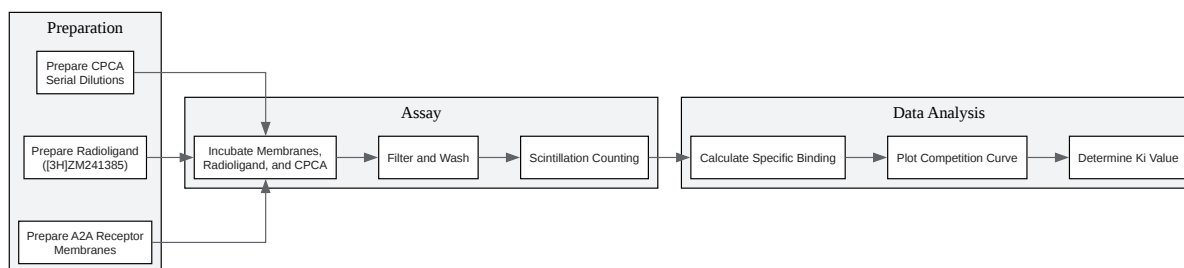 Preparation
Prepare CPCA
Serial Dilutions
Prepare Radioligand
([3H]ZM241385)
Prepare A2A Receptor
Membranes
Assay
Incubate Membranes,
Radioligand, and CPCA
Filter and Wash
Scintillation Counting
Data Analysis
Calculate Specific Binding
Plot Competition Curve
Determine Ki Value